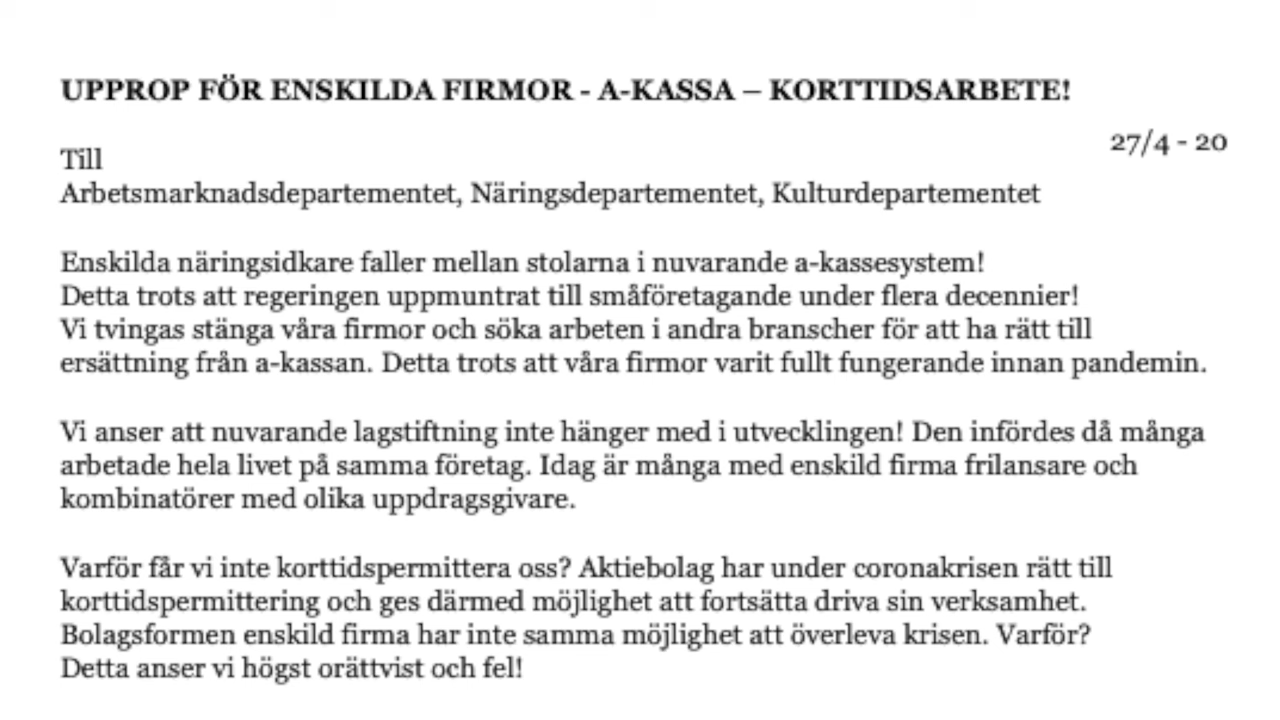 UPPROP FÖR ENSKILDA FIRMOR - A-KASSA – KORTTIDSARBETE!
27/4 - 20
Till
Arbetsmarknadsdepartementet, Näringsdepartementet, Kulturdepartementet
Enskilda näringsidkare faller mellan stolarna i nuvarande a-kassesystem!
Detta trots att regeringen uppmuntrat till småföretagande under flera decennier!
Vi tvingas stänga våra firmor och söka arbeten i andra branscher för att ha rätt till
ersättning från a-kassan. Detta trots att våra firmor varit fullt fungerande innan pandemin.
Vi anser att nuvarande lagstiftning inte hänger med i utvecklingen! Den infördes då många
arbetade hela livet på samma företag. Idag är många med enskild firma frilansare och
kombinatörer med olika uppdragsgivare.
Varför får vi inte korttidspermittera oss? Aktiebolag har under coronakrisen rätt till
korttidspermittering och ges därmed möjlighet att fortsätta driva sin verksamhet.
Bolagsformen enskild firma har inte samma möjlighet att överleva krisen. Varför?
Detta anser vi högst orättvist och fel!